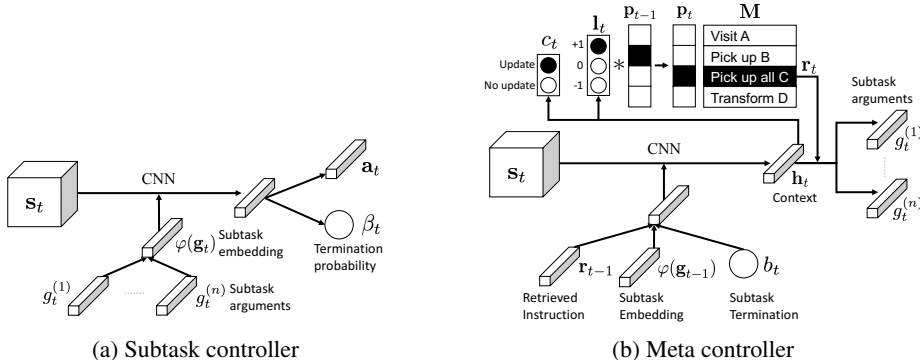 s_t
CNN
a_t
β_t
Termination
probability
φ(g_t)
Subtask
embedding
g_t^(1)
........
g_t^(n)
Subtask
arguments
(a) Subtask controller
c_t
l_t
p_{t-1}
p_t
M
Update
No update
+1
0
-1
*
Visit A
Pick up B
Pick up all C
Transform D
r_t
Subtask
arguments
g_t^(1)
........
g_t^(n)
s_t
CNN
h_t
Context
r_{t-1}
φ(g_{t-1})
b_t
Retrieved
Instruction
Subtask
Embedding
Subtask
Termination
(b) Meta controller